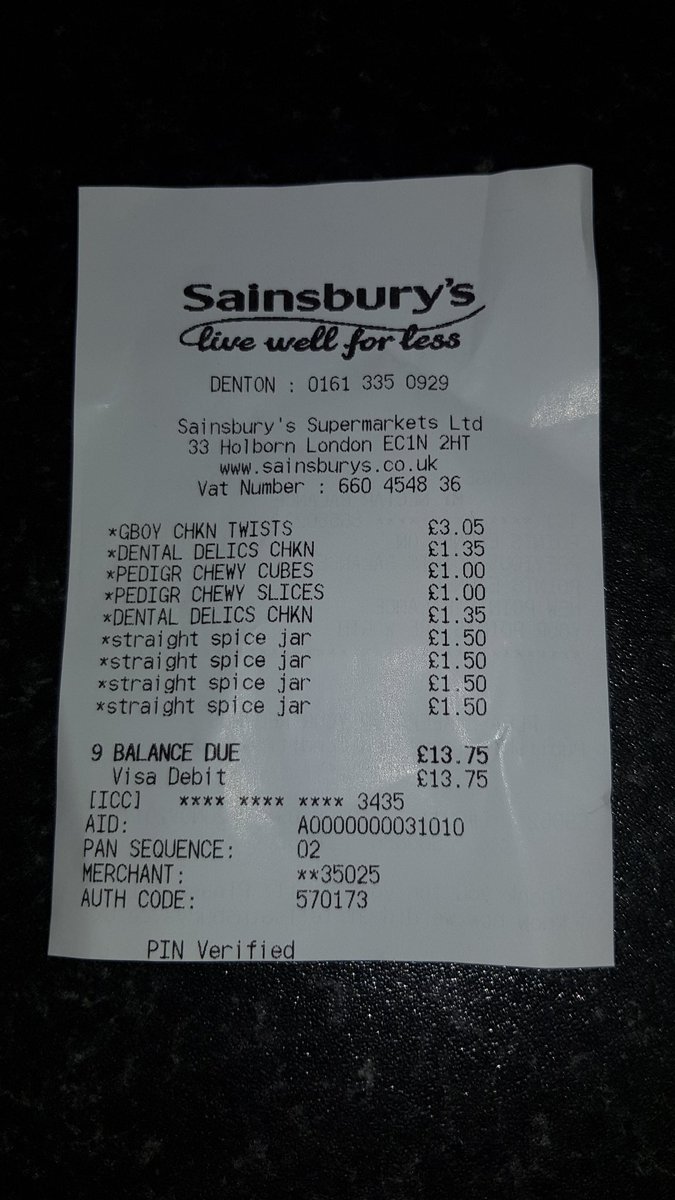 Sainsbury's
live well for less
DENTON : 0161 335 0929
Sainsbury's Supermarkets Ltd
33 Holborn London EC1N 2HT
www.sainsburys.co.uk
Vat Number : 660 4548 36
*GBOY CHKN TWISTS £3.05
*DENTAL DELICS CHKN £1.35
*PEDIGR CHEWY CUBES £1.00
*PEDIGR CHEWY SLICES £1.00
*DENTAL DELICS CHKN £1.35
*straight spice jar £1.50
*straight spice jar £1.50
*straight spice jar £1.50
*straight spice jar £1.50
9 BALANCE DUE £13.75
Visa Debit £13.75
[ICC] **** **** **** 3435
AID: A0000000031010
PAN SEQUENCE: 02
MERCHANT: **35025
AUTH CODE: 570173
PIN Verified